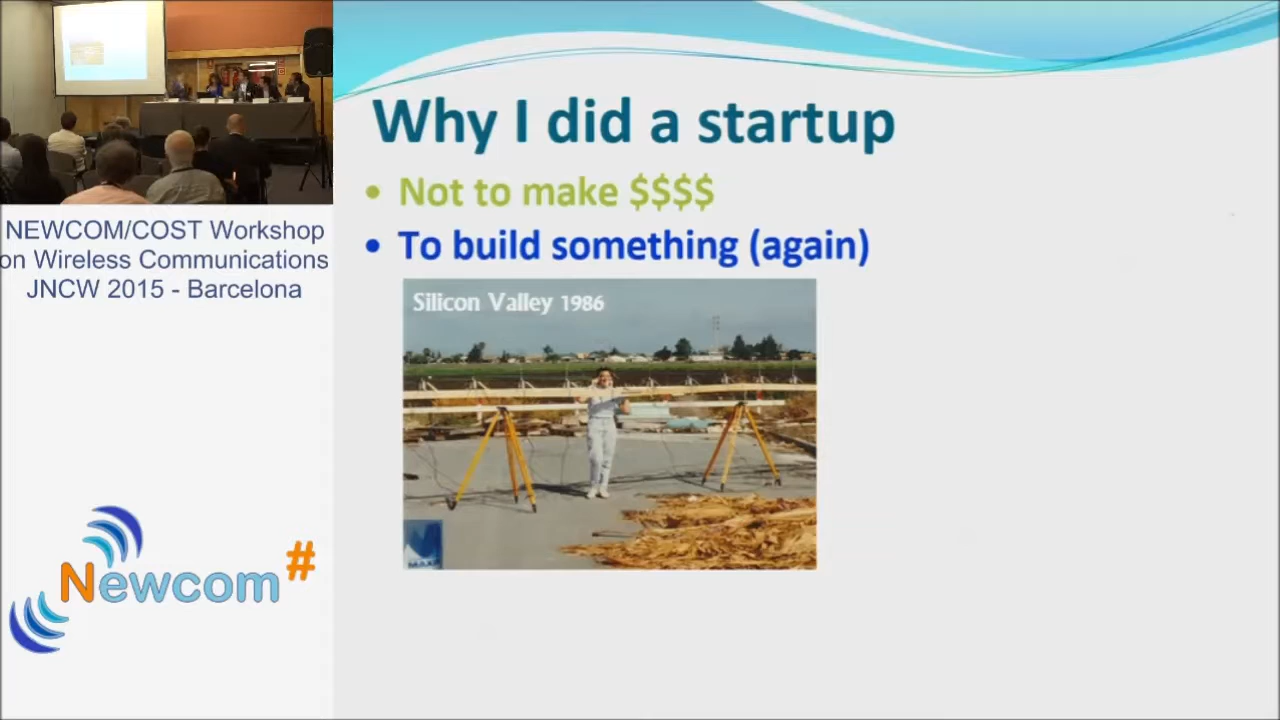 NEWCOM/COST Workshop
on Wireless Communications
JNCW 2015 - Barcelona
Newcom#
Why I did a startup
• Not to make $$$$
• To build something (again)
Silicon Valley 1986